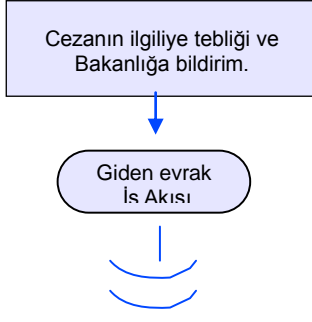 Cezanın ilgiliye tebliği ve
Bakanlığa bildirim.
Giden evrak
İş Akışı